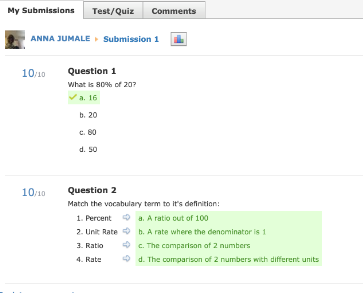 My Submissions Test/Quiz Comments
ANNA JUMALE Submission 1
10/10 Question 1
What is 80% of 20?
a. 16
b. 20
c. 80
d. 50
10/10 Question 2
Match the vocabulary term to it's definition:
1. Percent a. A ratio out of 100
2. Unit Rate b. A rate where the denominator is 1
3. Ratio c. The comparison of 2 numbers
4. Rate d. The comparison of 2 numbers with different units